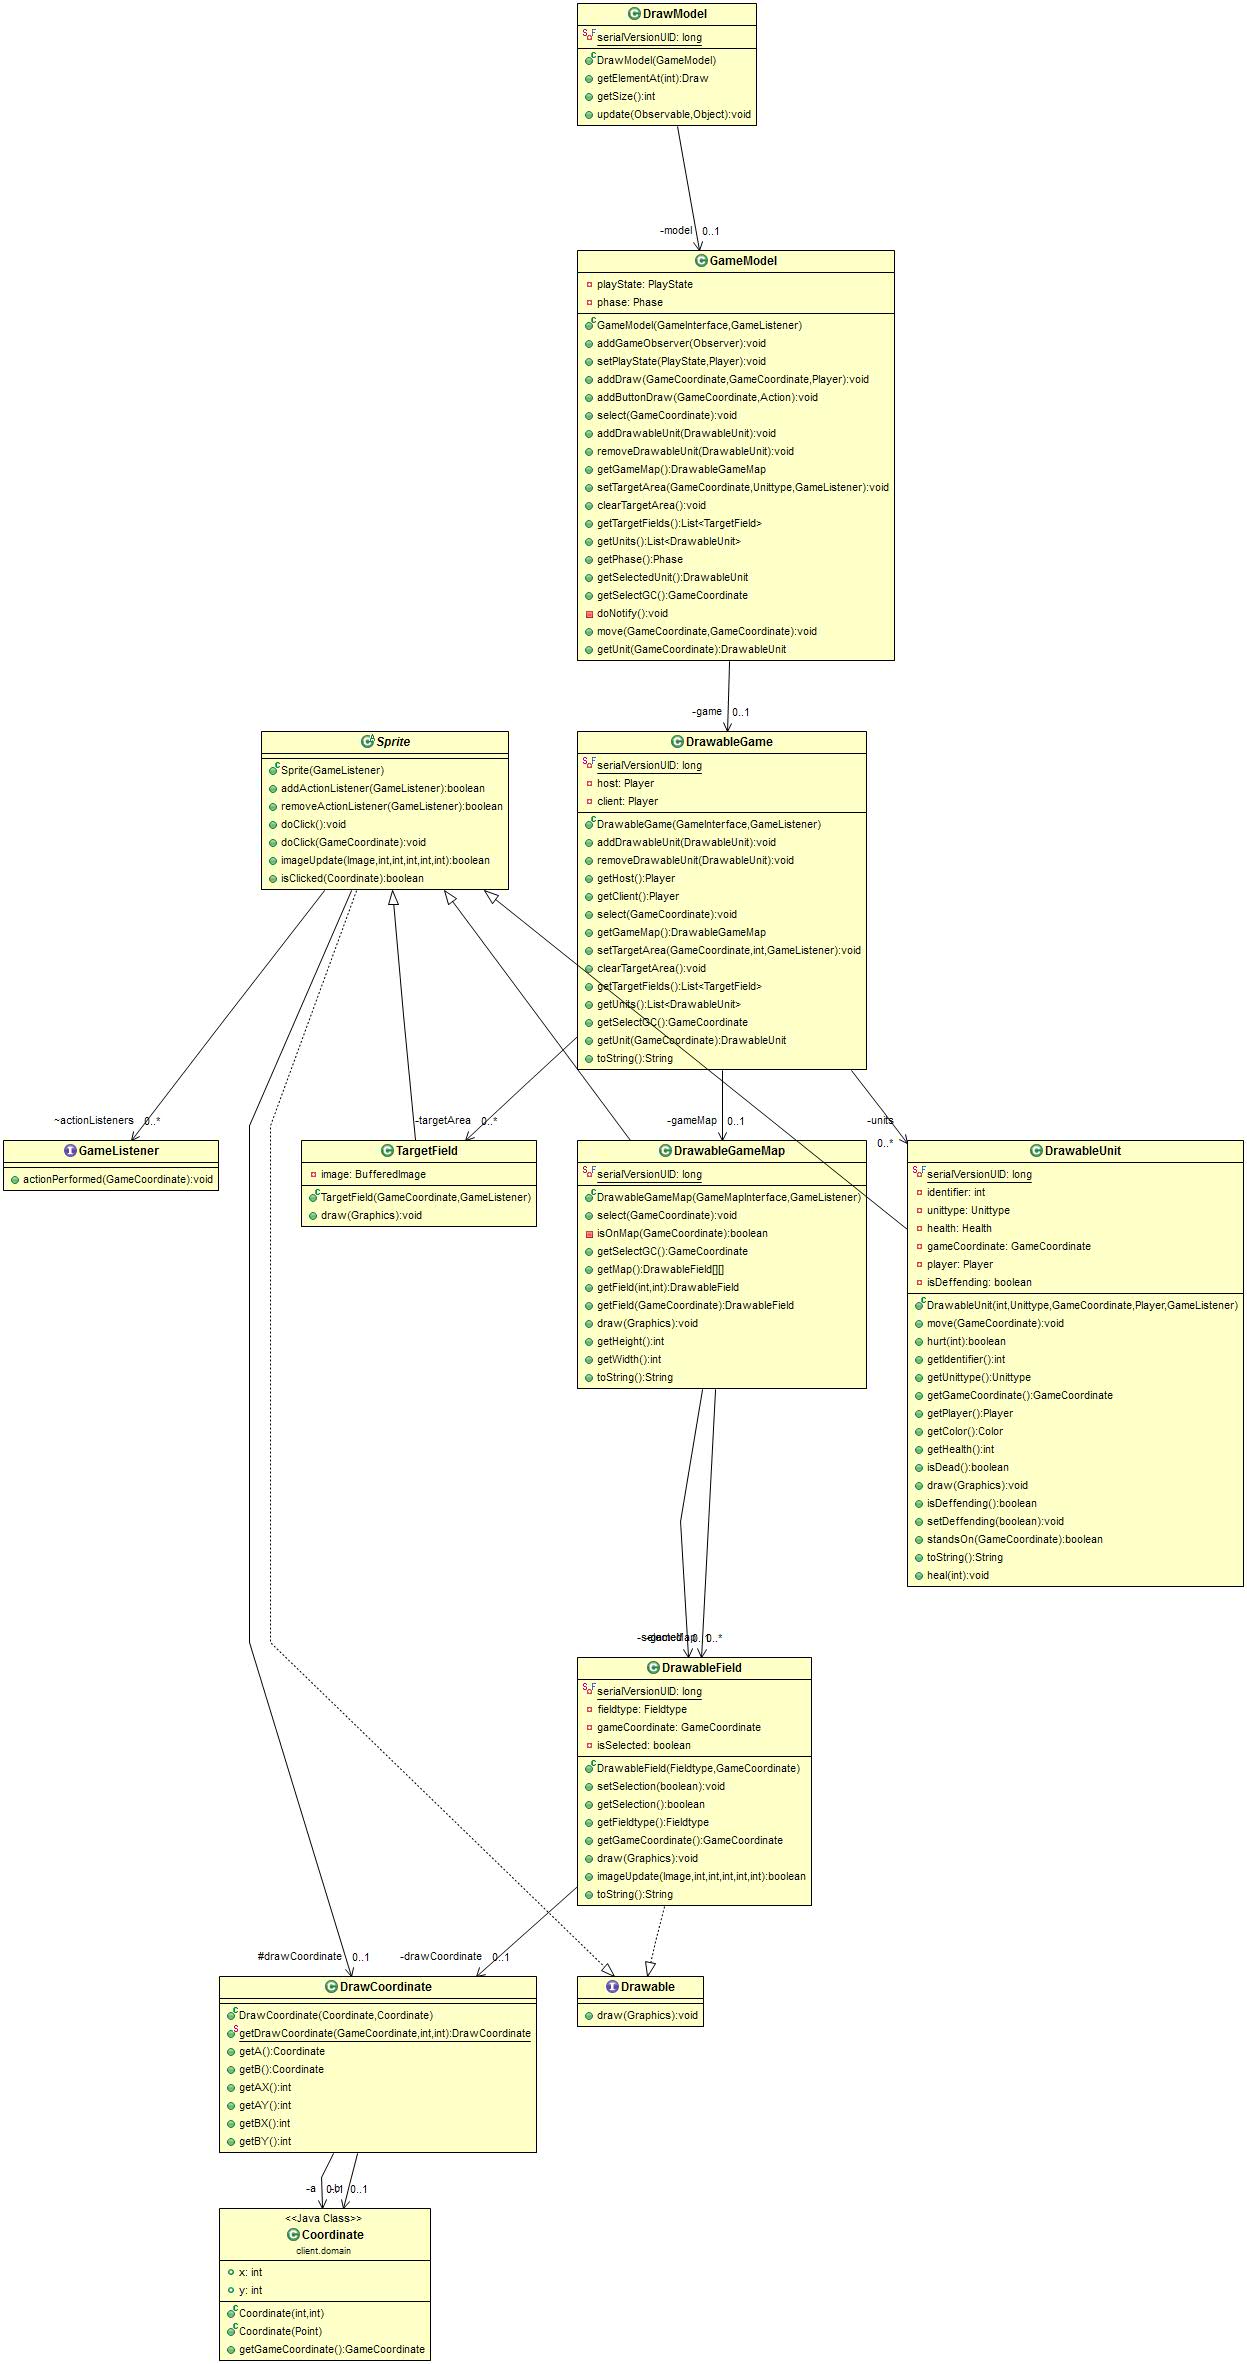 DrawModel
serialVersionUID: long
DrawModel(GameModel)
getElementAt(int):Draw
getSize():int
update(Observable,Object):void
-model 0..1
GameModel
playState: PlayState
phase: Phase
GameModel(GameInterface,GameListener)
addGameObserver(Observer):void
setPlayState(PlayState,Player):void
addDraw(GameCoordinate,GameCoordinate,Player):void
addButtonDraw(GameCoordinate,Action):void
select(GameCoordinate):void
addDrawableUnit(DrawableUnit):void
removeDrawableUnit(DrawableUnit):void
getGameMap():DrawableGameMap
setTargetArea(GameCoordinate,Unittype,GameListener):void
clearTargetArea():void
getTargetFields():List<TargetField>
getUnits():List<DrawableUnit>
getPhase():Phase
getSelectedUnit():DrawableUnit
getSelectGC():GameCoordinate
doNotify():void
move(GameCoordinate,GameCoordinate):void
getUnit(GameCoordinate):DrawableUnit
-game 0..1
Sprite
Sprite(GameListener)
addActionListener(GameListener):boolean
removeActionListener(GameListener):boolean
doClick():void
doClick(GameCoordinate):void
imageUpdate(Image,int,int,int,int,int):boolean
isClicked(Coordinate):boolean
DrawableGame
serialVersionUID: long
host: Player
client: Player
DrawableGame(GameInterface,GameListener)
addDrawableUnit(DrawableUnit):void
removeDrawableUnit(DrawableUnit):void
getHost():Player
getClient():Player
select(GameCoordinate):void
getGameMap():DrawableGameMap
setTargetArea(GameCoordinate,int,GameListener):void
clearTargetArea():void
getTargetFields():List<TargetField>
getUnits():List<DrawableUnit>
getSelectGC():GameCoordinate
getUnit(GameCoordinate):DrawableUnit
toString():String
~actionListeners 0..*
-targetArea 0..*
-gameMap 0..1
-units
0..*
GameListener
actionPerformed(GameCoordinate):void
TargetField
image: BufferedImage
TargetField(GameCoordinate,GameListener)
draw(Graphics):void
DrawableGameMap
serialVersionUID: long
DrawableGameMap(GameMapInterface,GameListener)
select(GameCoordinate):void
isOnMap(GameCoordinate):boolean
getSelectGC():GameCoordinate
getMap():DrawableField[][]
getField(int,int):DrawableField
getField(GameCoordinate):DrawableField
draw(Graphics):void
getHeight():int
getWidth():int
toString():String
DrawableUnit
serialVersionUID: long
identifier: int
unittype: Unittype
health: Health
gameCoordinate: GameCoordinate
player: Player
isDeffending: boolean
DrawableUnit(int,Unittype,GameCoordinate,Player,GameListener)
move(GameCoordinate):void
hurt(int):boolean
getIdentifier():int
getUnittype():Unittype
getGameCoordinate():GameCoordinate
getPlayer():Player
getColor():Color
getHealth():int
isDead():boolean
draw(Graphics):void
isDeffending():boolean
setDeffending(boolean):void
standsOn(GameCoordinate):boolean
toString():String
heal(int):void
0..*
DrawableField
serialVersionUID: long
fieldtype: Fieldtype
gameCoordinate: GameCoordinate
isSelected: boolean
DrawableField(Fieldtype,GameCoordinate)
setSelection(boolean):void
getSelection():boolean
getFieldtype():Fieldtype
getGameCoordinate():GameCoordinate
draw(Graphics):void
imageUpdate(Image,int,int,int,int,int):boolean
toString():String
#drawCoordinate 0..1
-drawCoordinate 0..1
DrawCoordinate
DrawCoordinate(Coordinate,Coordinate)
getDrawCoordinate(GameCoordinate,int,int):DrawCoordinate
getA():Coordinate
getB():Coordinate
getAX():int
getAY():int
getBX():int
getBY():int
Drawable
draw(Graphics):void
-a 0..1
<<Java Class>>
Coordinate
client.domain
x: int
y: int
Coordinate(int,int)
Coordinate(Point)
getGameCoordinate():GameCoordinate